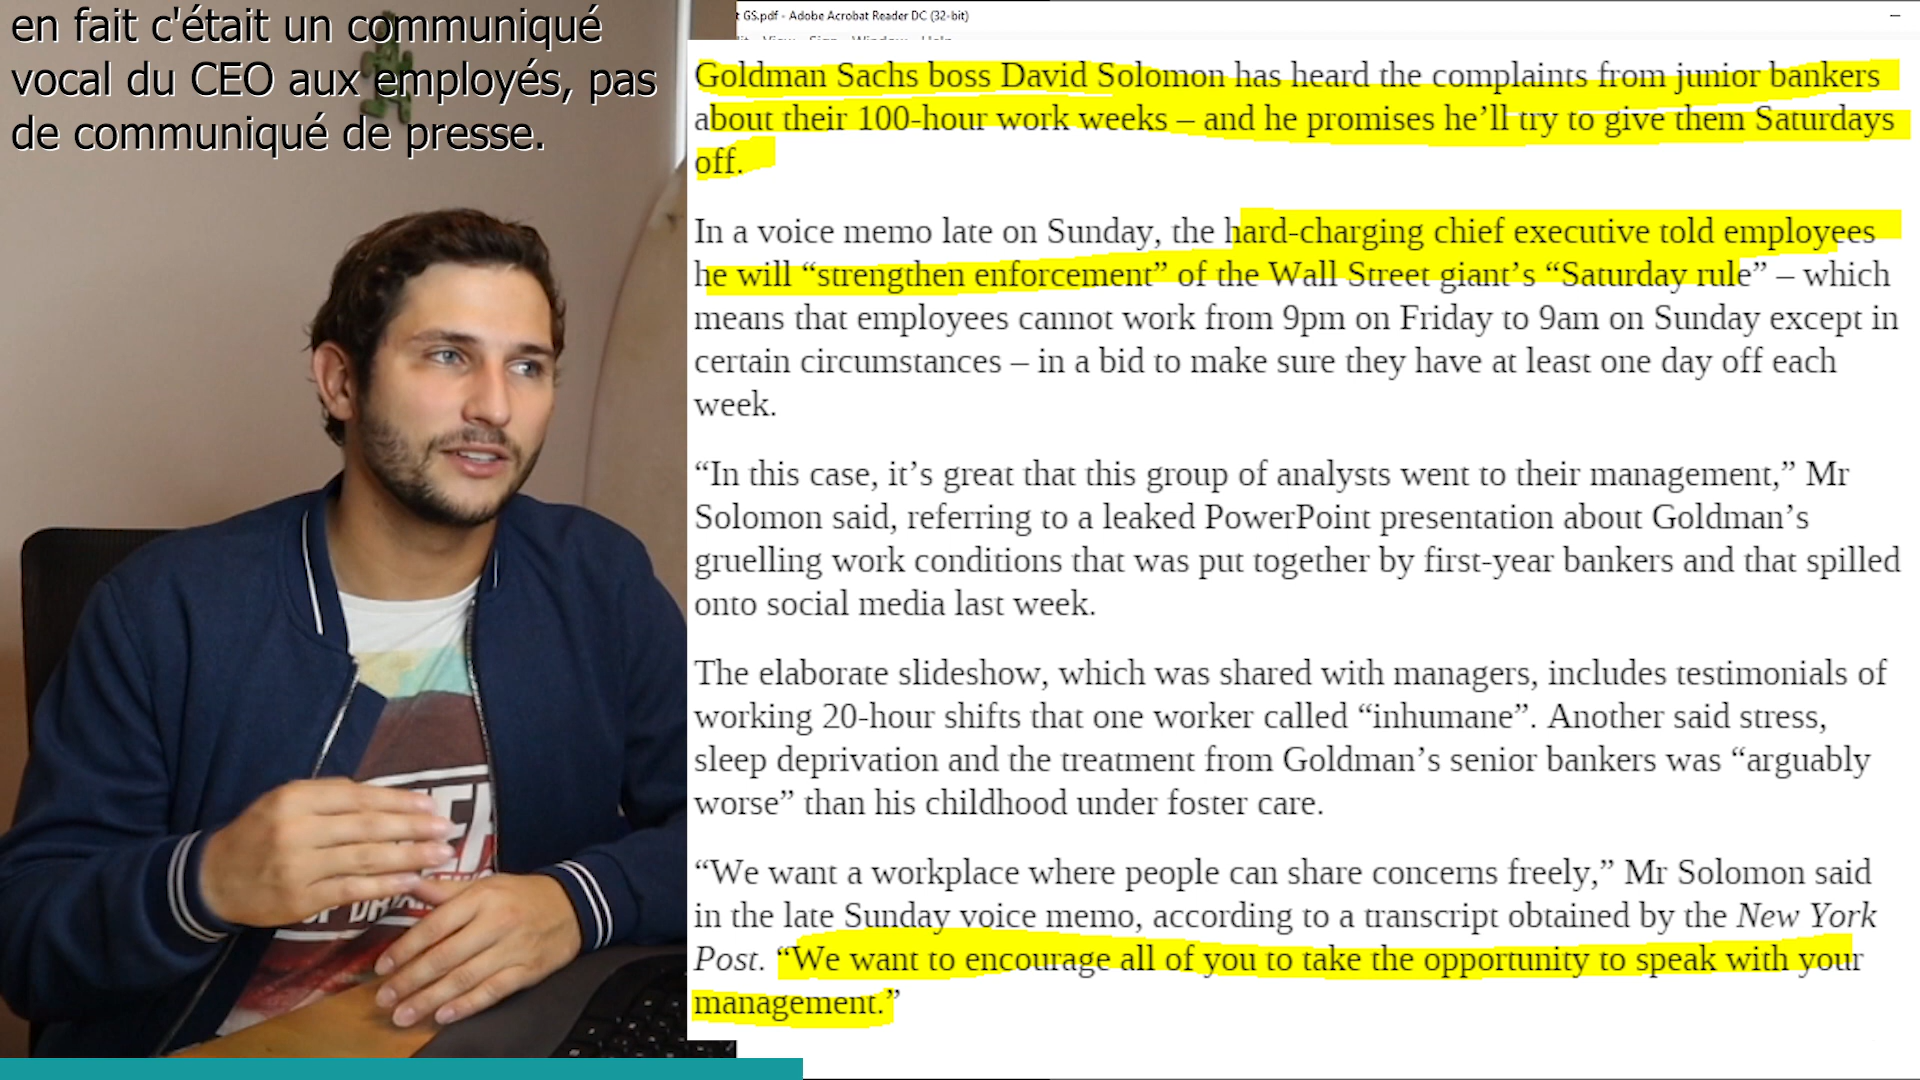 en fait c'était un communiqué
vocal du CEO aux employés, pas
de communiqué de presse.
t GS.pdf - Adobe Acrobat Reader DC (32-bit)
Goldman Sachs boss David Solomon has heard the complaints from junior bankers
about their 100-hour work weeks – and he promises he’ll try to give them Saturdays
off.
In a voice memo late on Sunday, the hard-charging chief executive told employees
he will “strengthen enforcement” of the Wall Street giant’s “Saturday rule” – which
means that employees cannot work from 9pm on Friday to 9am on Sunday except in
certain circumstances – in a bid to make sure they have at least one day off each
week.
“In this case, it’s great that this group of analysts went to their management,” Mr
Solomon said, referring to a leaked PowerPoint presentation about Goldman’s
gruelling work conditions that was put together by first-year bankers and that spilled
onto social media last week.
The elaborate slideshow, which was shared with managers, includes testimonials of
working 20-hour shifts that one worker called “inhumane”. Another said stress,
sleep deprivation and the treatment from Goldman’s senior bankers was “arguably
worse” than his childhood under foster care.
“We want a workplace where people can share concerns freely,” Mr Solomon said
in the late Sunday voice memo, according to a transcript obtained by the New York
Post. “We want to encourage all of you to take the opportunity to speak with your
management.”